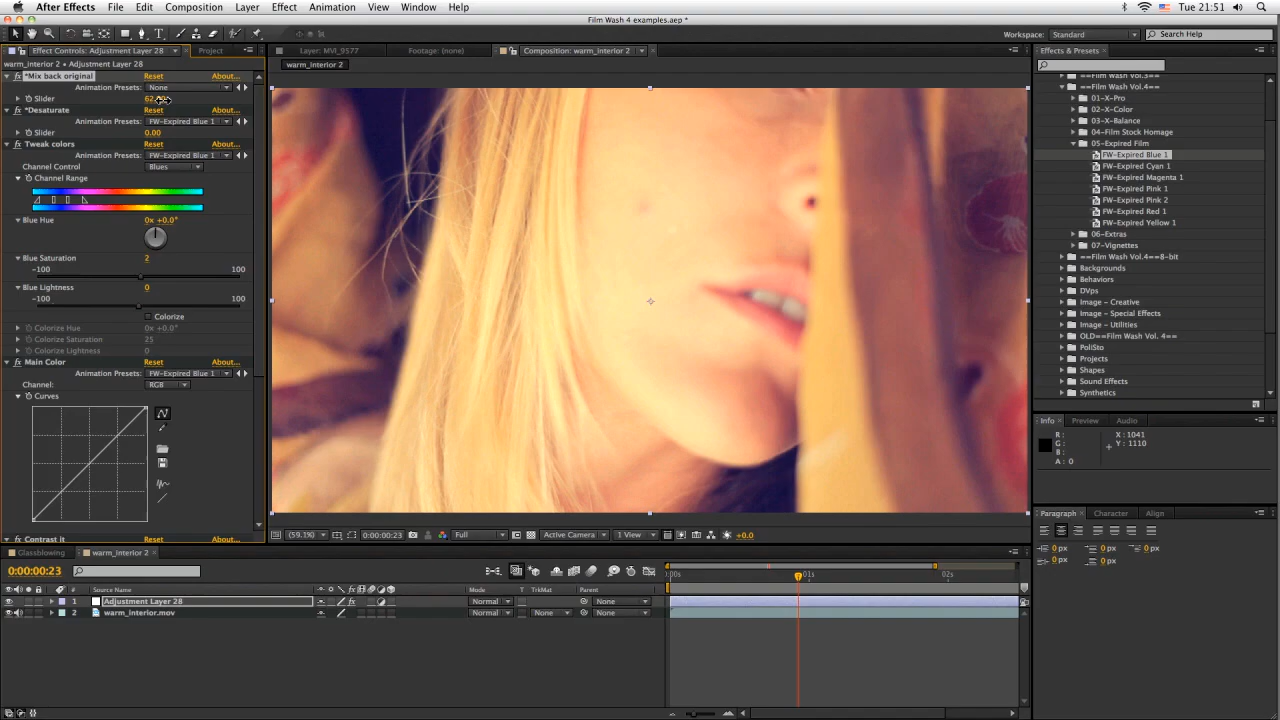 After Effects File Edit Composition Layer Effect Animation View Window Help Tue 21:51
Film Wash 4 examples.aep *
Workspace: Standard Search Help
Effect Controls: Adjustment Layer 28 Project
warm_interior 2 • Adjustment Layer 28
*Mix back original Reset About...
Animation Presets: None
Slider
*Desaturate Reset About...
Animation Presets: FW-Expired Blue 1
Slider 0.00
Tweak colors Reset About...
Animation Presets: FW-Expired Blue 1
Channel Control Blues
Channel Range
Blue Hue 0x +0.0°
Blue Saturation 2
-100 100
Blue Lightness 0
-100 100
Colorize
Colorize Hue 0x +0.0°
Colorize Saturation 25
Colorize Lightness 0
Main Color Reset About...
Animation Presets: FW-Expired Blue 1
Channel: RGB
Curves
Contrast it Reset About...
Layer: MVI_9577 Footage: (none) Composition: warm_interior 2
warm_interior 2
(59.1%) 0:00:00:23 Full Active Camera 1 View +0.0
Effects & Presets
==Film Wash Vol.3==
==Film Wash Vol.4==
01-X-Pro
02-X-Color
03-X-Balance
04-Film Stock Homage
05-Expired Film
FW-Expired Blue 1
FW-Expired Cyan 1
FW-Expired Magenta 1
FW-Expired Pink 1
FW-Expired Pink 2
FW-Expired Red 1
FW-Expired Yellow 1
06-Extras
07-Vignettes
==Film Wash Vol.4==8-bit
Backgrounds
Behaviors
DVps
Image - Creative
Image - Special Effects
Image - Utilities
OLD==Film Wash Vol. 4==
PoliSto
Projects
Shapes
Sound Effects
Synthetics
Info Preview Audio
R :
G :
B :
A : 0
X : 1041
Y : 1110
Paragraph Character Align
0 px 0 px 0 px
0 px 0 px
Glassblowing warm_interior 2
0:00:00:23
# Source Name Mode T TrkMat Parent
1 Adjustment Layer 28 Normal None
2 warm_interior.mov Normal None None
:00s 01s 02s